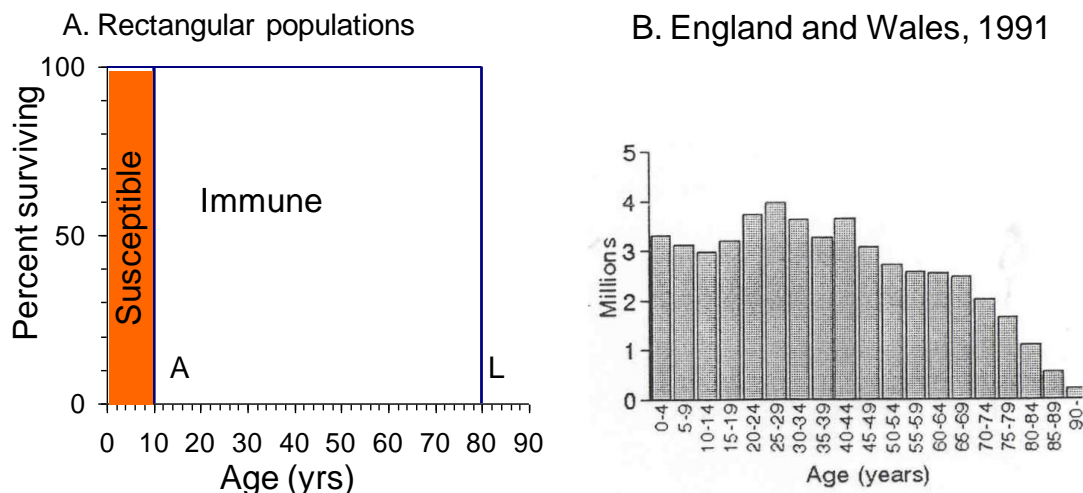 A. Rectangular populations
100
50
0
Percent surviving
Susceptible
Immune
A
L
0 10 20 30 40 50 60 70 80 90
Age (yrs)
B. England and Wales, 1991
5
4
3
2
1
0
Millions
0-4
5-9
10-14
15-19
20-24
25-29
30-34
35-39
40-44
45-49
50-54
55-59
60-64
65-69
70-74
75-79
80-84
85-89
90-
Age (years)